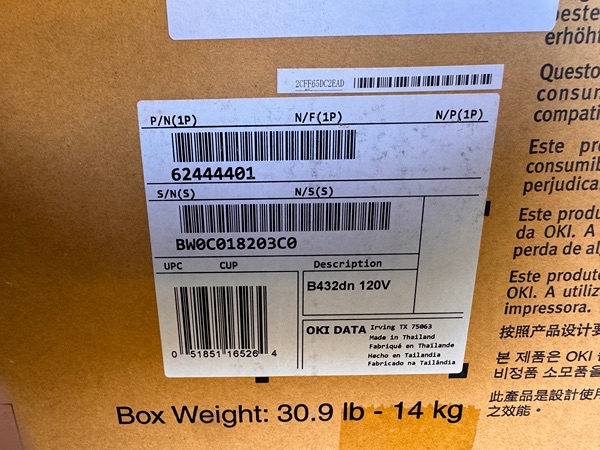 este
erhöht
2CFF65DC2EAD
P/N(1P) N/F(1P) N/P(1P)
62444401
S/N(S) N/S(S)
BW0C018203C0
UPC CUP
Description
B432dn 120V
0 51851 16526 4
OKI DATA Irving TX 75063
Made in Thailand
Fabriqué en Thaïlande
Hecho en Tailandia
Fabricado na Tailândia
Box Weight: 30.9 lb - 14 kg
Questo
consum
compati
Este pr
consumib
perjudica
Este produ
da OKI. A
perda de al
Este produto
OKI. A utiliz
impressora.
按照产品设计要
본 제품은 OKI
비정품 소모품을
此產品是設計使用
之效能。